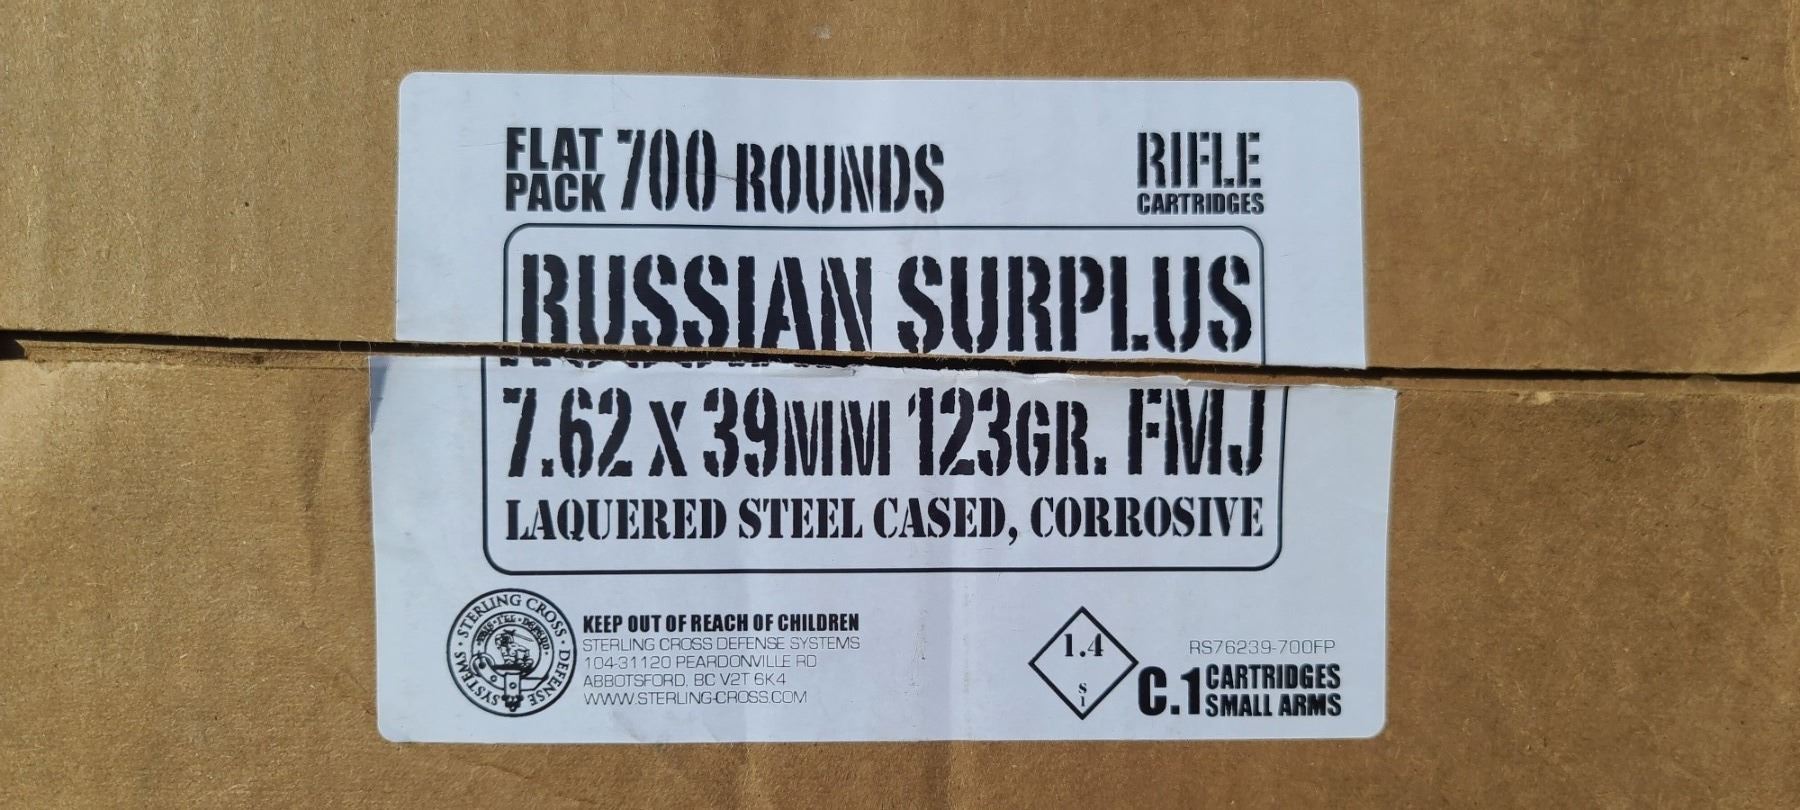 FLAT PACK 700 ROUNDS
RIFLE
CARTRIDGES
RUSSIAN SURPLUS
7.62 X 39MM 123GR. FMJ
LAQUERED STEEL CASED, CORROSIVE
STERLING CROSS DEFENSE SYSTEMS
KEEP OUT OF REACH OF CHILDREN
STERLING CROSS DEFENSE SYSTEMS
104-31120 PEARDONVILLE RD
ABBOTSFORD, BC V2T 6K4
WWW.STERLING-CROSS.COM
1.4
S
1
RS76239-700FP
C.1 CARTRIDGES
SMALL ARMS